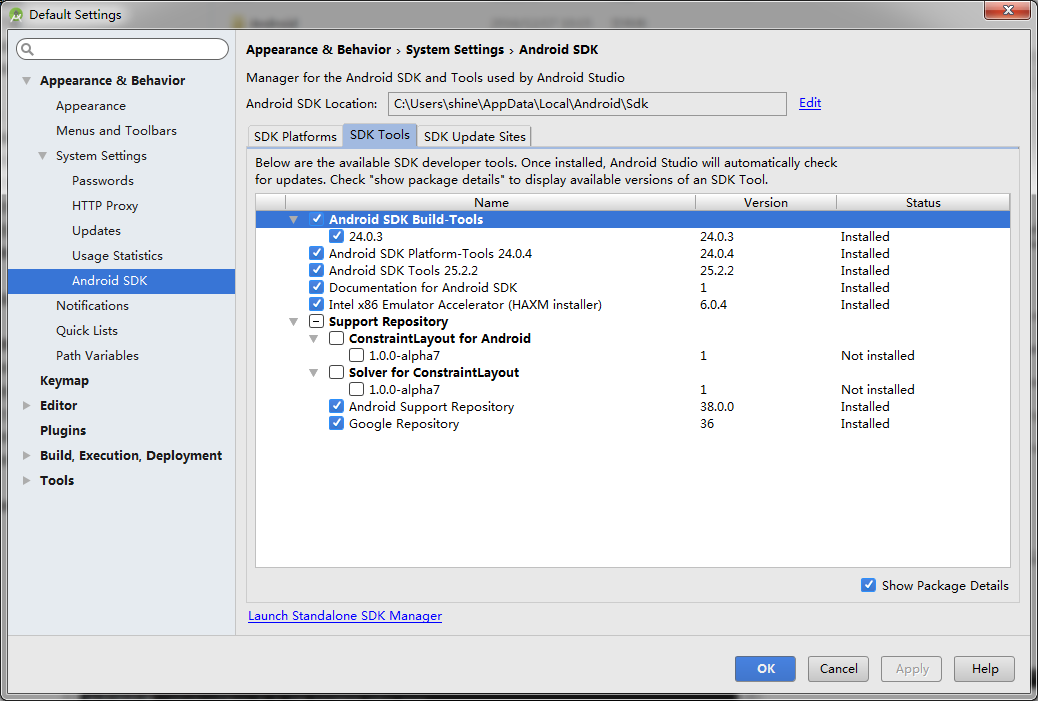 Default Settings
Appearance & Behavior
Appearance
Menus and Toolbars
System Settings
Passwords
HTTP Proxy
Updates
Usage Statistics
Android SDK
Notifications
Quick Lists
Path Variables
Keymap
Editor
Plugins
Build, Execution, Deployment
Tools
Appearance & Behavior › System Settings › Android SDK
Manager for the Android SDK and Tools used by Android Studio
Android SDK Location: C:\Users\shine\AppData\Local\Android\Sdk Edit
SDK Platforms SDK Tools SDK Update Sites
Below are the available SDK developer tools. Once installed, Android Studio will automatically check
for updates. Check "show package details" to display available versions of an SDK Tool.
Name Version Status
Android SDK Build-Tools
24.0.3 24.0.3 Installed
Android SDK Platform-Tools 24.0.4 24.0.4 Installed
Android SDK Tools 25.2.2 25.2.2 Installed
Documentation for Android SDK 1 Installed
Intel x86 Emulator Accelerator (HAXM installer) 6.0.4 Installed
Support Repository
ConstraintLayout for Android
1.0.0-alpha7 1 Not installed
Solver for ConstraintLayout
1.0.0-alpha7 1 Not installed
Android Support Repository 38.0.0 Installed
Google Repository 36 Installed
Show Package Details
Launch Standalone SDK Manager
OK Cancel Apply Help